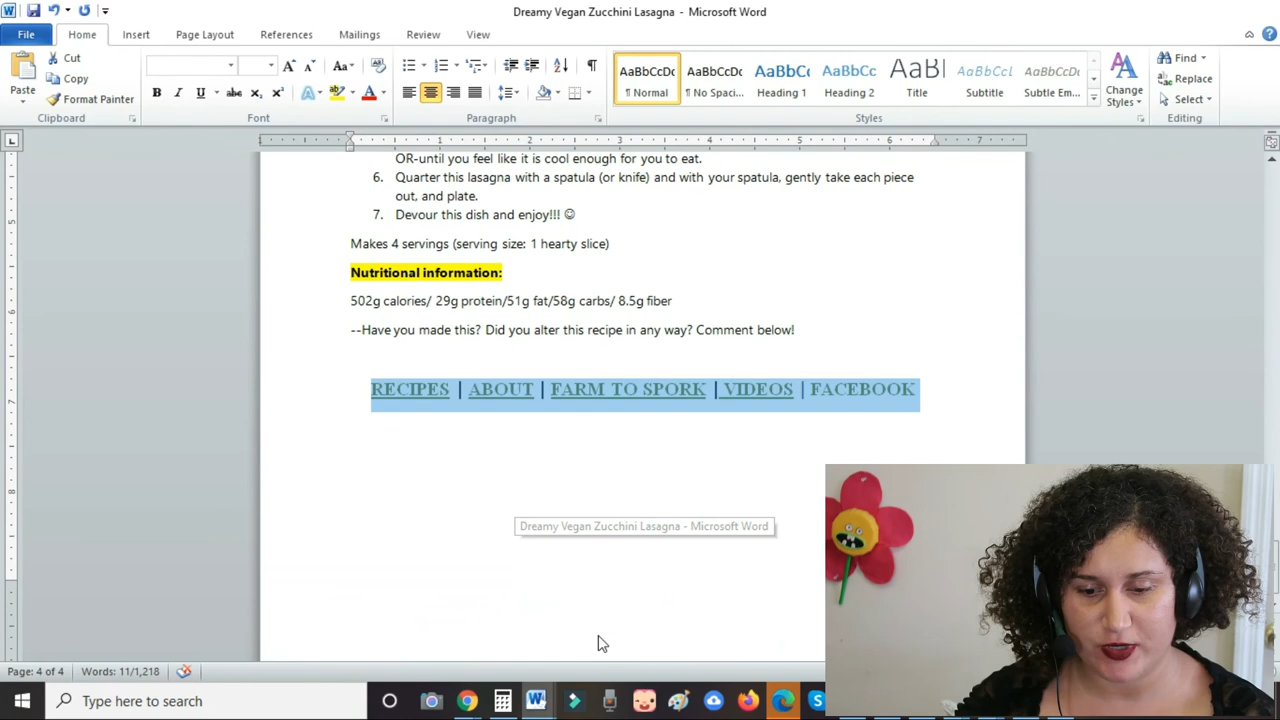 Dreamy Vegan Zucchini Lasagna - Microsoft Word
File Home Insert Page Layout References Mailings Review View
Paste
Cut
Copy
Format Painter
Clipboard
Font
Paragraph
AaBbCcDc AaBbCcDc AaBbCc AaBbCc AaBl AaBbCcDc AaBbCcDc
¶ Normal ¶ No Spaci... Heading 1 Heading 2 Title Subtitle Subtle Em...
Styles
Change Styles
Find
Replace
Select
Editing
OR-until you feel like it is cool enough for you to eat.
6. Quarter this lasagna with a spatula (or knife) and with your spatula, gently take each piece
out, and plate.
7. Devour this dish and enjoy!!! ☺
Makes 4 servings (serving size: 1 hearty slice)
Nutritional information:
502g calories/ 29g protein/51g fat/58g carbs/ 8.5g fiber
--Have you made this? Did you alter this recipe in any way? Comment below!
RECIPES | ABOUT | FARM TO SPORK | VIDEOS | FACEBOOK
Dreamy Vegan Zucchini Lasagna - Microsoft Word
Page: 4 of 4 Words: 11/1,218
Type here to search